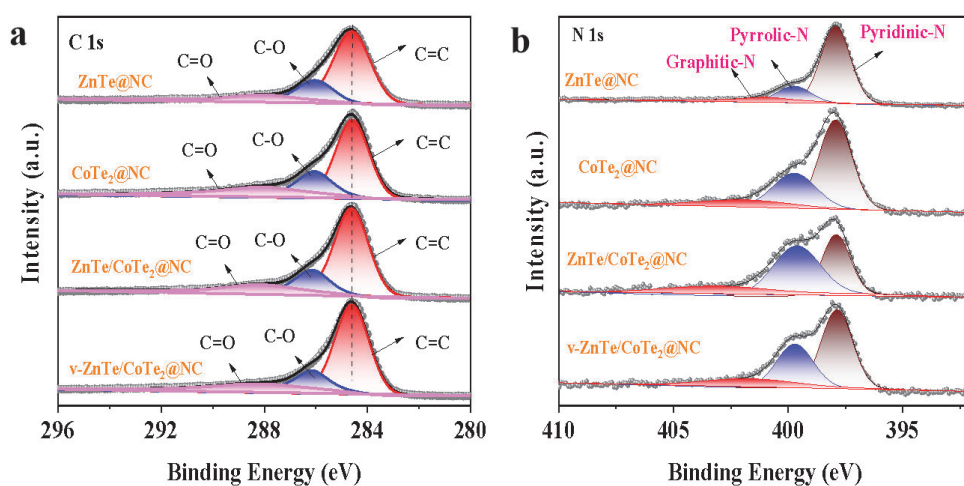 a
C 1s
ZnTe@NC
C=O
C-O
C=C
CoTe₂@NC
C=O
C-O
C=C
ZnTe/CoTe₂@NC
C=O
C-O
C=C
v-ZnTe/CoTe₂@NC
C=O
C-O
C=C
Intensity (a.u.)
296 292 288 284 280
Binding Energy (eV)
b
N 1s
ZnTe@NC
Graphitic-N
Pyrrolic-N
Pyridinic-N
CoTe₂@NC
ZnTe/CoTe₂@NC
v-ZnTe/CoTe₂@NC
Intensity (a.u.)
410 405 400 395
Binding Energy (eV)